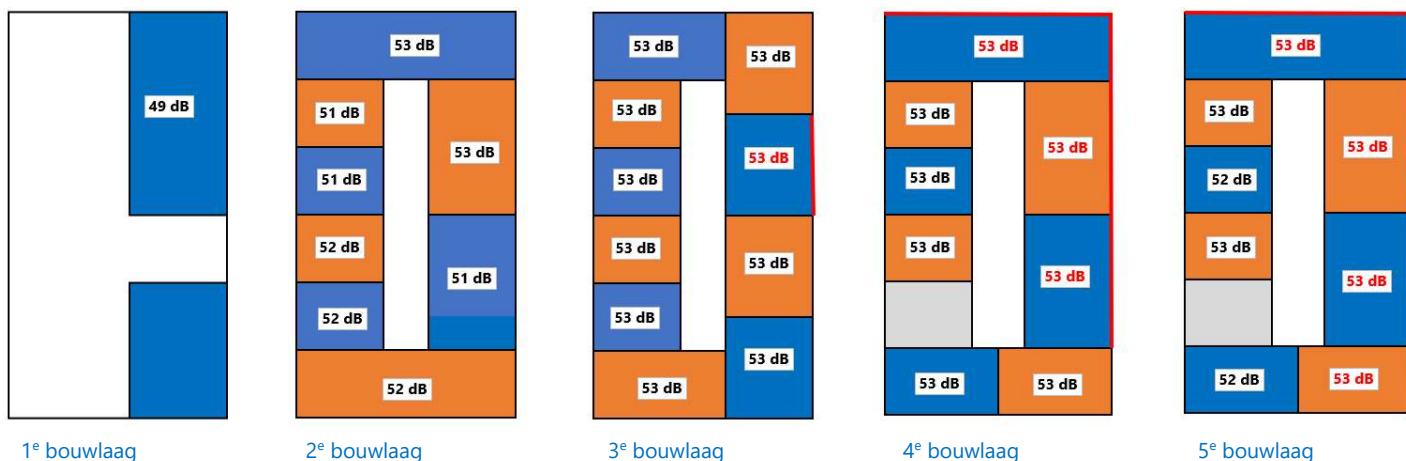 49 dB
1e bouwlaag
53 dB
51 dB
53 dB
51 dB
52 dB
51 dB
52 dB
52 dB
2e bouwlaag
53 dB
53 dB
53 dB
53 dB
53 dB
53 dB
53 dB
53 dB
53 dB
53 dB
3e bouwlaag
53 dB
53 dB
53 dB
53 dB
53 dB
53 dB
53 dB
53 dB
4e bouwlaag
53 dB
53 dB
53 dB
52 dB
53 dB
53 dB
52 dB
53 dB
5e bouwlaag